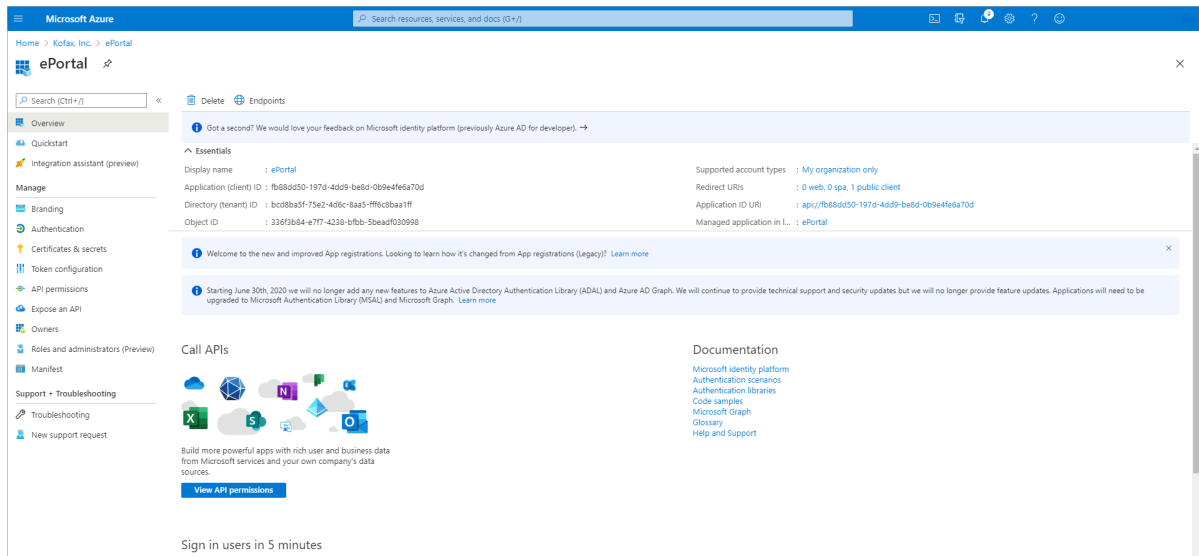 Microsoft Azure
Search resources, services, and docs (G+/)
Home > Kofax, Inc. > ePortal
ePortal
Search (Ctrl+/)
«
Overview
Quickstart
Integration assistant (preview)
Manage
Branding
Authentication
Certificates & secrets
Token configuration
API permissions
Expose an API
Owners
Roles and administrators (Preview)
Manifest
Support + Troubleshooting
Troubleshooting
New support request
Delete Endpoints
Got a second? We would love your feedback on Microsoft identity platform (previously Azure AD for developer). →
Essentials
Display name : ePortal
Application (client) ID : fb88dd50-197d-4dd9-be8d-0b9e4fe6a70d
Directory (tenant) ID : bcd8ba5f-75e2-4d6c-8aa5-fff6c8baa1ff
Object ID : 336f3b84-e7f7-4238-bfbb-5beadf030998
Supported account types : My organization only
Redirect URIs : 0 web, 0 spa, 1 public client
Application ID URI : api://fb88dd50-197d-4dd9-be8d-0b9e4fe6a70d
Managed application in l... : ePortal
Welcome to the new and improved App registrations. Looking to learn how it's changed from App registrations (Legacy)? Learn more
Starting June 30th, 2020 we will no longer add any new features to Azure Active Directory Authentication Library (ADAL) and Azure AD Graph. We will continue to provide technical support and security updates but we will no longer provide feature updates. Applications will need to be
upgraded to Microsoft Authentication Library (MSAL) and Microsoft Graph. Learn more
Call APIs
Build more powerful apps with rich user and business data
from Microsoft services and your own company's data
sources.
View API permissions
Documentation
Microsoft identity platform
Authentication scenarios
Authentication libraries
Code samples
Microsoft Graph
Glossary
Help and Support
Sign in users in 5 minutes